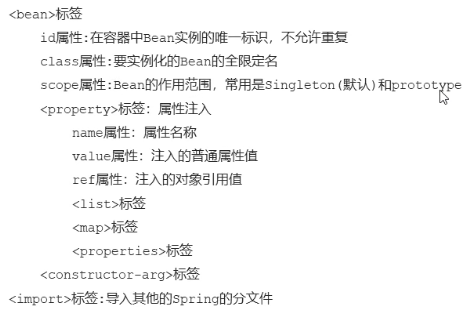 <bean>标签
id属性:在容器中Bean实例的唯一标识，不允许重复
class属性:要实例化的Bean的全限定名
scope属性:Bean的作用范围，常用是Singleton(默认)和prototype
<property>标签：属性注入
name属性：属性名称
value属性：注入的普通属性值
ref属性：注入的对象引用值
<list>标签
<map>标签
<properties>标签
<constructor-arg>标签
<import>标签:导入其他的Spring的分文件